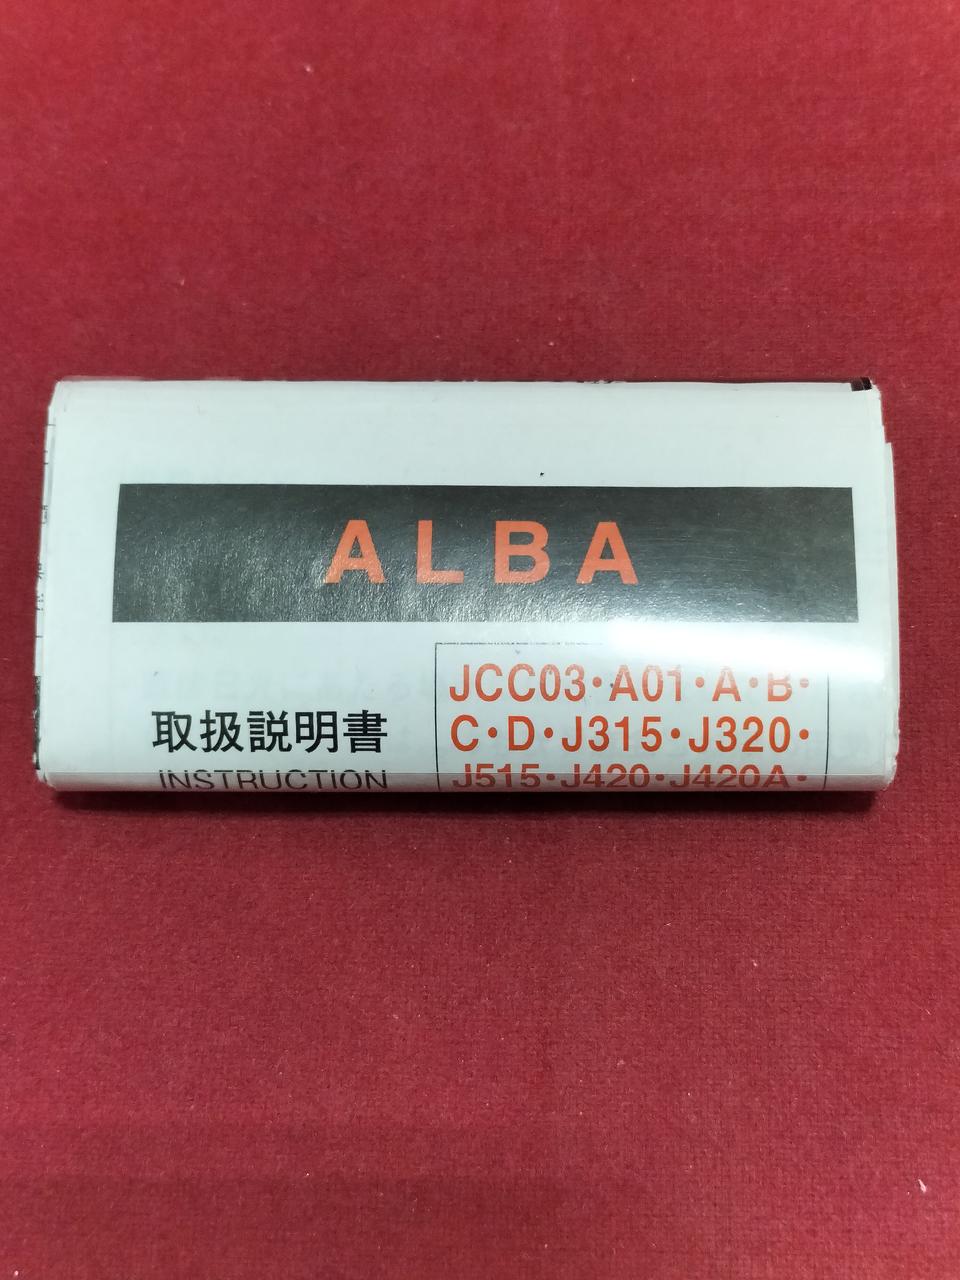 ALBA
JCC03・A01・A・B・
取扱説明書
C・D・J315・J320・
INSTRUCTION
J515・J420・J420A・